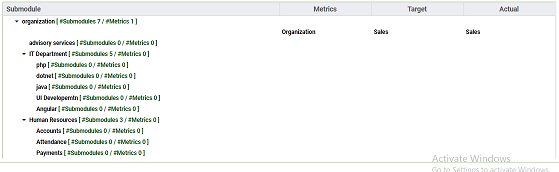 Submodule Metrics Target Actual
organization [ #Submodules 7 / #Metrics 1 ]
Organization Sales Sales
advisory services [ #Submodules 0 / #Metrics 0 ]
IT Department [ #Submodules 5 / #Metrics 0 ]
php [ #Submodules 0 / #Metrics 0 ]
dotnet [ #Submodules 0 / #Metrics 0 ]
java [ #Submodules 0 / #Metrics 0 ]
UI Developemtn [ #Submodules 0 / #Metrics 0 ]
Angular [ #Submodules 0 / #Metrics 0 ]
Human Resources [ #Submodules 3 / #Metrics 0 ]
Accounts [ #Submodules 0 / #Metrics 0 ]
Attendance [ #Submodules 0 / #Metrics 0 ]
Payments [ #Submodules 0 / #Metrics 0 ]
Activate Windows
Go to Settings to activate Windows.